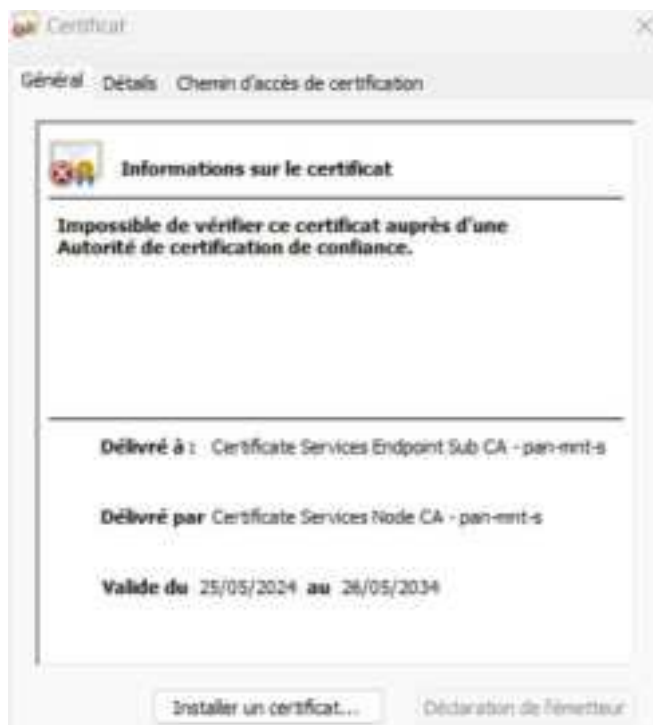 Certificat
Général Détails Chemin d'accès de certification
Informations sur le certificat
Impossible de vérifier ce certificat auprès d'une
Autorité de certification de confiance.
Délivré à : Certificate Services Endpoint Sub CA - pan-mnt-s
Délivré par Certificate Services Node CA - pan-mnt-s
Valide du 25/05/2024 au 26/05/2034
Installer un certificat... Déclaration de l'émetteur